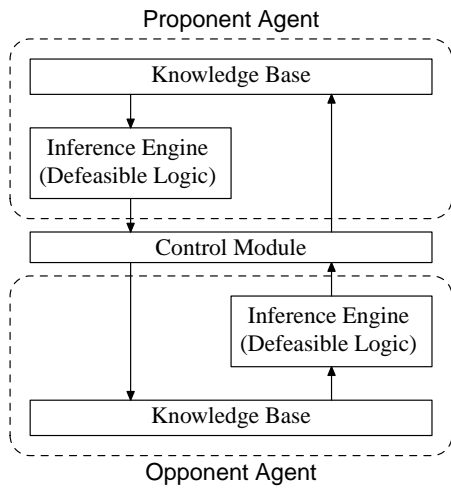 Proponent Agent
Knowledge Base
Inference Engine
(Defeasible Logic)
Control Module
Inference Engine
(Defeasible Logic)
Knowledge Base
Opponent Agent